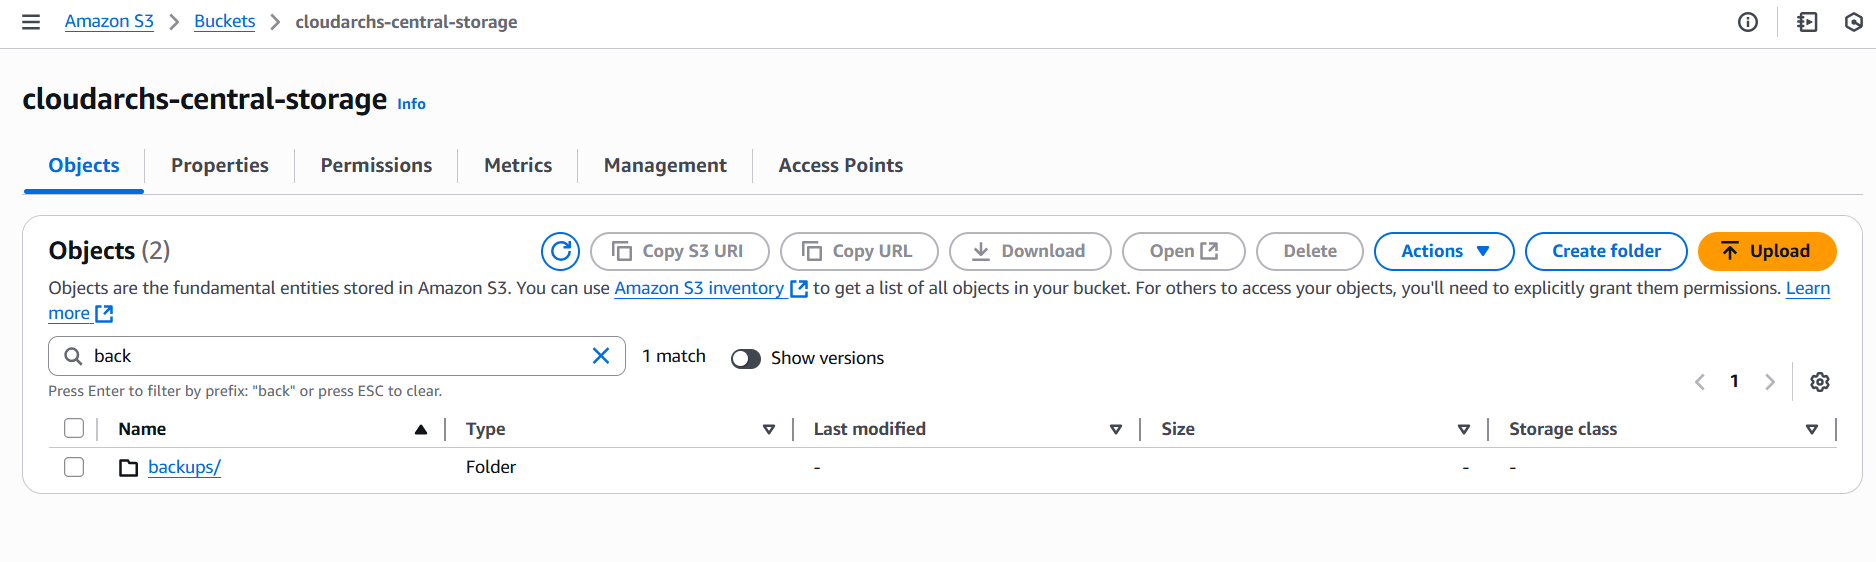 Amazon S3 > Buckets > cloudarchs-central-storage
cloudarchs-central-storage Info
Objects Properties Permissions Metrics Management Access Points
Objects (2) Copy S3 URI Copy URL Download Open Delete Actions Create folder Upload
Objects are the fundamental entities stored in Amazon S3. You can use Amazon S3 inventory to get a list of all objects in your bucket. For others to access your objects, you'll need to explicitly grant them permissions. Learn
more
back 1 match Show versions
Press Enter to filter by prefix: "back" or press ESC to clear.
1
Name Type Last modified Size Storage class
backups/ Folder - - -